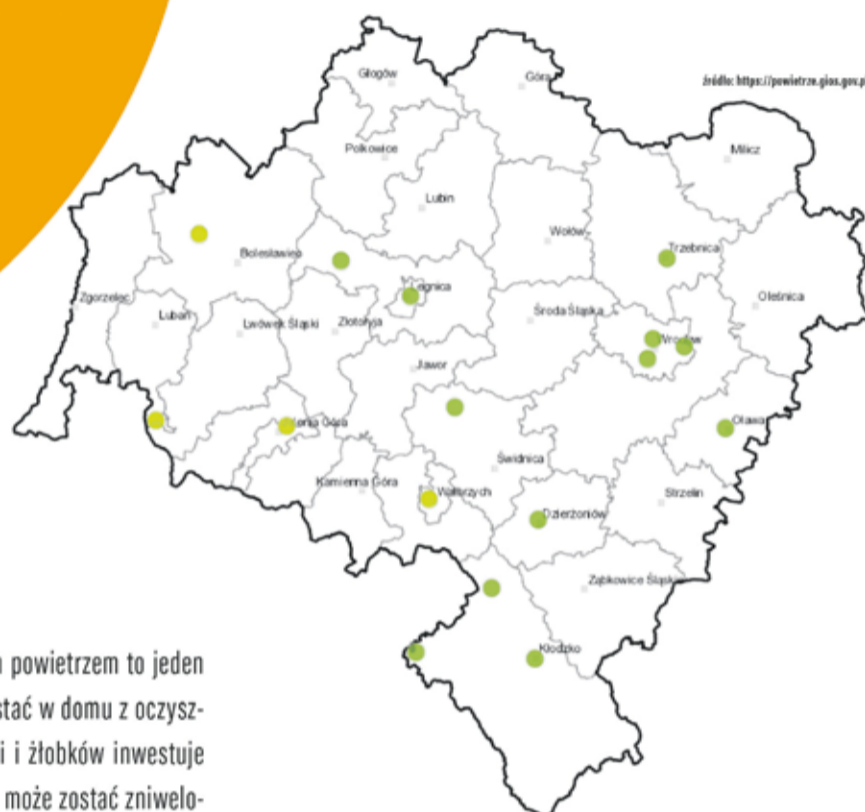 źródło: https://powietrze.gios.gov.p
Głogów
Góra
Milicz
Polkowice
Lubin
Wołów
Trzebnica
Bolesławiec
Legnica
Oleśnica
Zgorzelec
Lubań
Lwówek Śląski
Złotoryja
Środa Śląska
Wrocław
Jawor
Oława
Jelenia Góra
Świdnica
Kamienna Góra
Wałbrzych
Strzelin
Dzierżoniów
Ząbkowice Śląskie
Kłodzko
powietrzem to jeden
stać w domu z oczysz-
i i żłobków inwestuje
może zostać zniwelo-